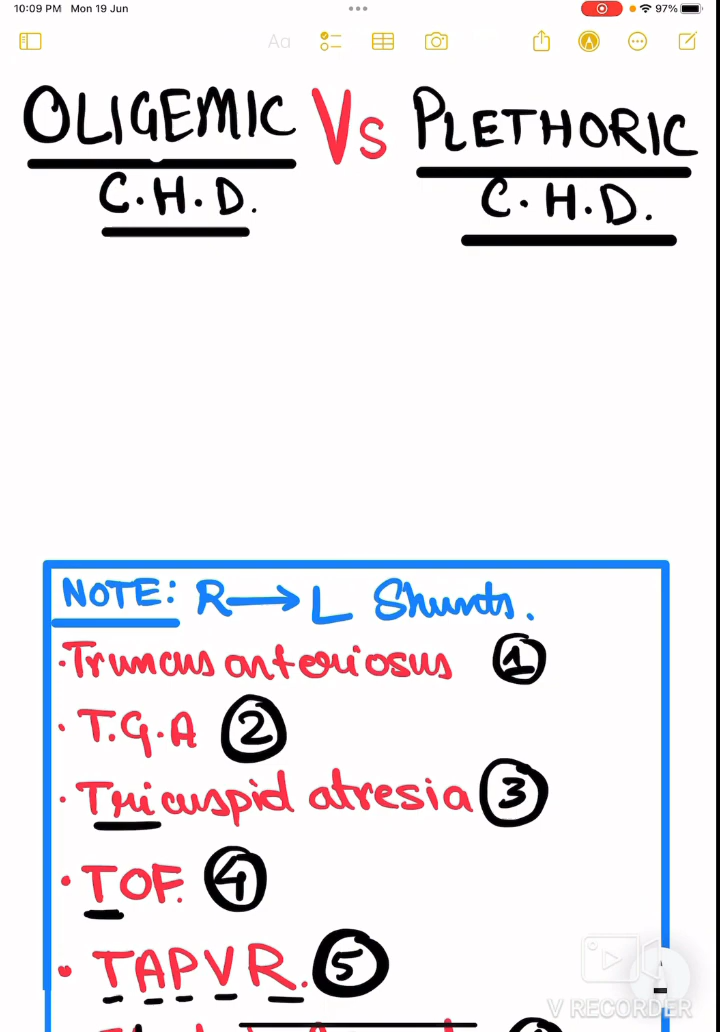 10:09 PM Mon 19 Jun 97%
Aa
OLIGEMIC Vs PLETHORIC
C.H.D. C.H.D.
NOTE: R→L Shunts.
·Truncus arteriosus 1
· T.G.A 2
· Tricuspid atresia 3
· TOF. 4
· TAPVR. 5
V RECORDER